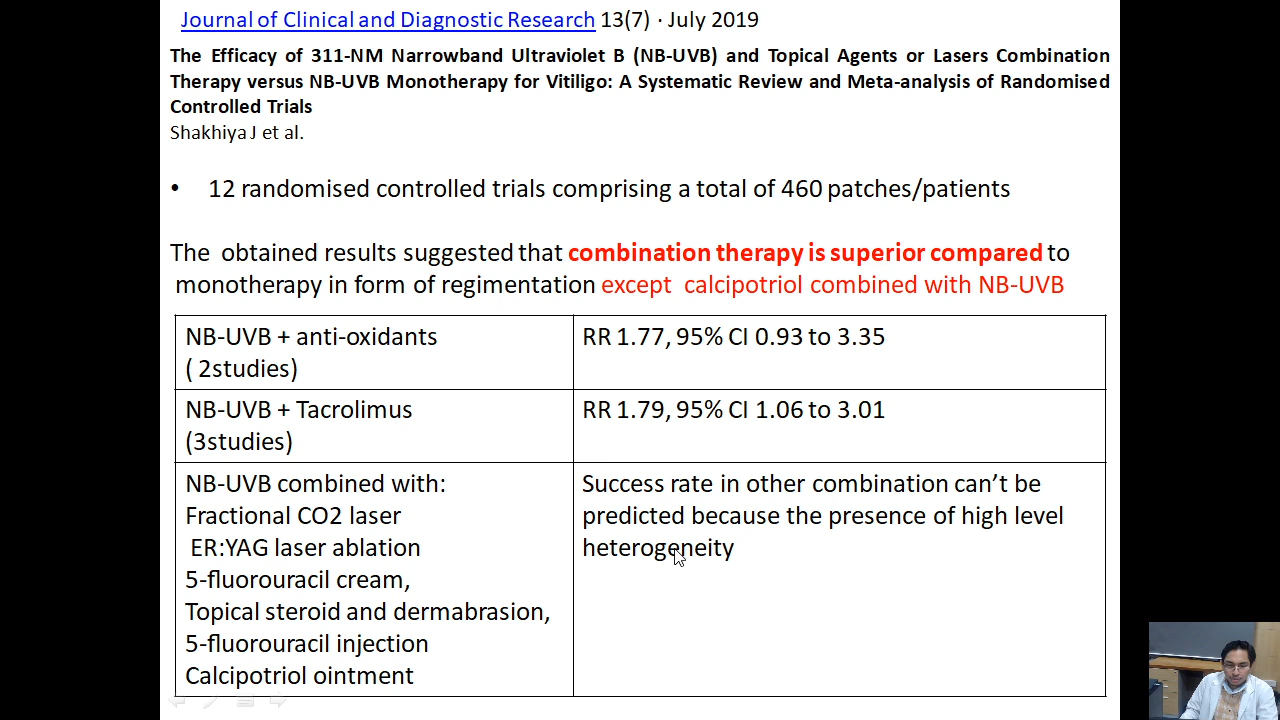 Journal of Clinical and Diagnostic Research 13(7) · July 2019
The Efficacy of 311-NM Narrowband Ultraviolet B (NB-UVB) and Topical Agents or Lasers Combination
Therapy versus NB-UVB Monotherapy for Vitiligo: A Systematic Review and Meta-analysis of Randomised
Controlled Trials
Shakhiya J et al.
• 12 randomised controlled trials comprising a total of 460 patches/patients
The obtained results suggested that combination therapy is superior compared to
monotherapy in form of regimentation except calcipotriol combined with NB-UVB
NB-UVB + anti-oxidants
( 2studies)
RR 1.77, 95% CI 0.93 to 3.35
NB-UVB + Tacrolimus
(3studies)
RR 1.79, 95% CI 1.06 to 3.01
NB-UVB combined with:
Fractional CO2 laser
ER:YAG laser ablation
5-fluorouracil cream,
Topical steroid and dermabrasion,
5-fluorouracil injection
Calcipotriol ointment
Success rate in other combination can’t be
predicted because the presence of high level
heterogeneity